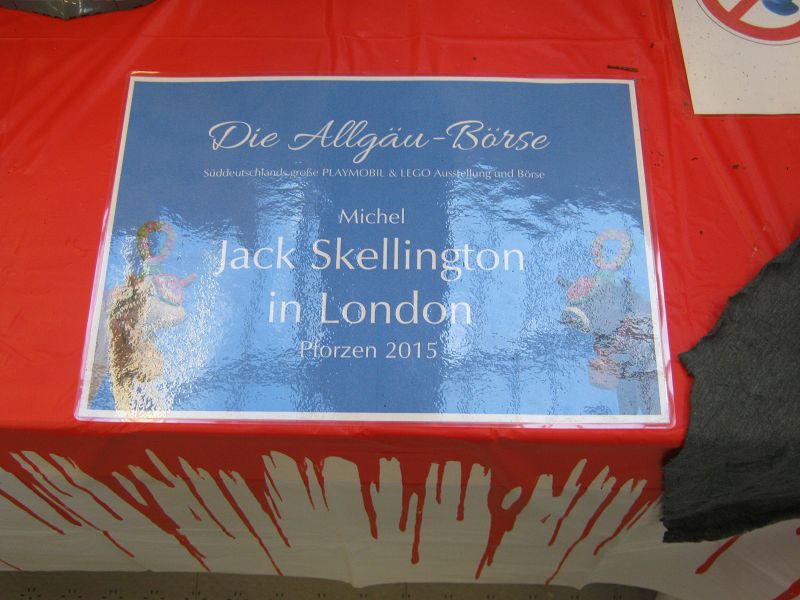 Die Allgäu-Börse
Süddeutschlands große PLAYMOBIL & LEGO Ausstellung und Börse
Michel
Jack Skellington
in London
Pforzen 2015